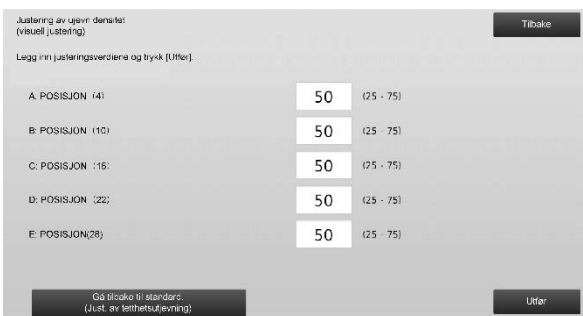 Justering av ujevn densitet
(visuell justering)
Tilbake
Legg inn justeringsverdiene og trykk [Utfør].
A: POSISJON (4) 50 (25 - 75)
B: POSISJON (10) 50 (25 - 75)
C: POSISJON (16) 50 (25 - 75)
D: POSISJON (22) 50 (25 - 75)
E: POSISJON(28) 50 (25 - 75)
Gå tilbake til standard.
(Just. av tetthetsutjevning)
Utfør